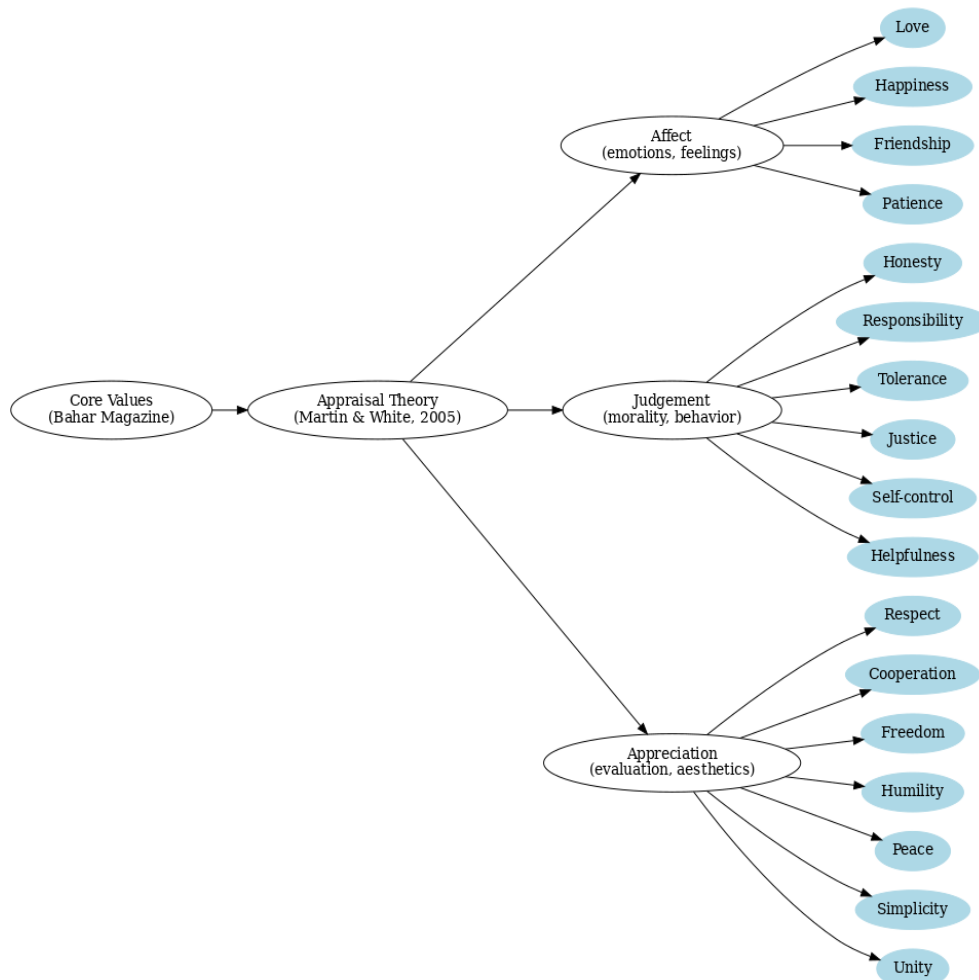 Core Values
(Bahar Magazine)
Appraisal Theory
(Martin & White, 2005)
Affect
(emotions, feelings)
Love
Happiness
Friendship
Patience
Judgement
(morality, behavior)
Honesty
Responsibility
Tolerance
Justice
Self-control
Helpfulness
Appreciation
(evaluation, aesthetics)
Respect
Cooperation
Freedom
Humility
Peace
Simplicity
Unity